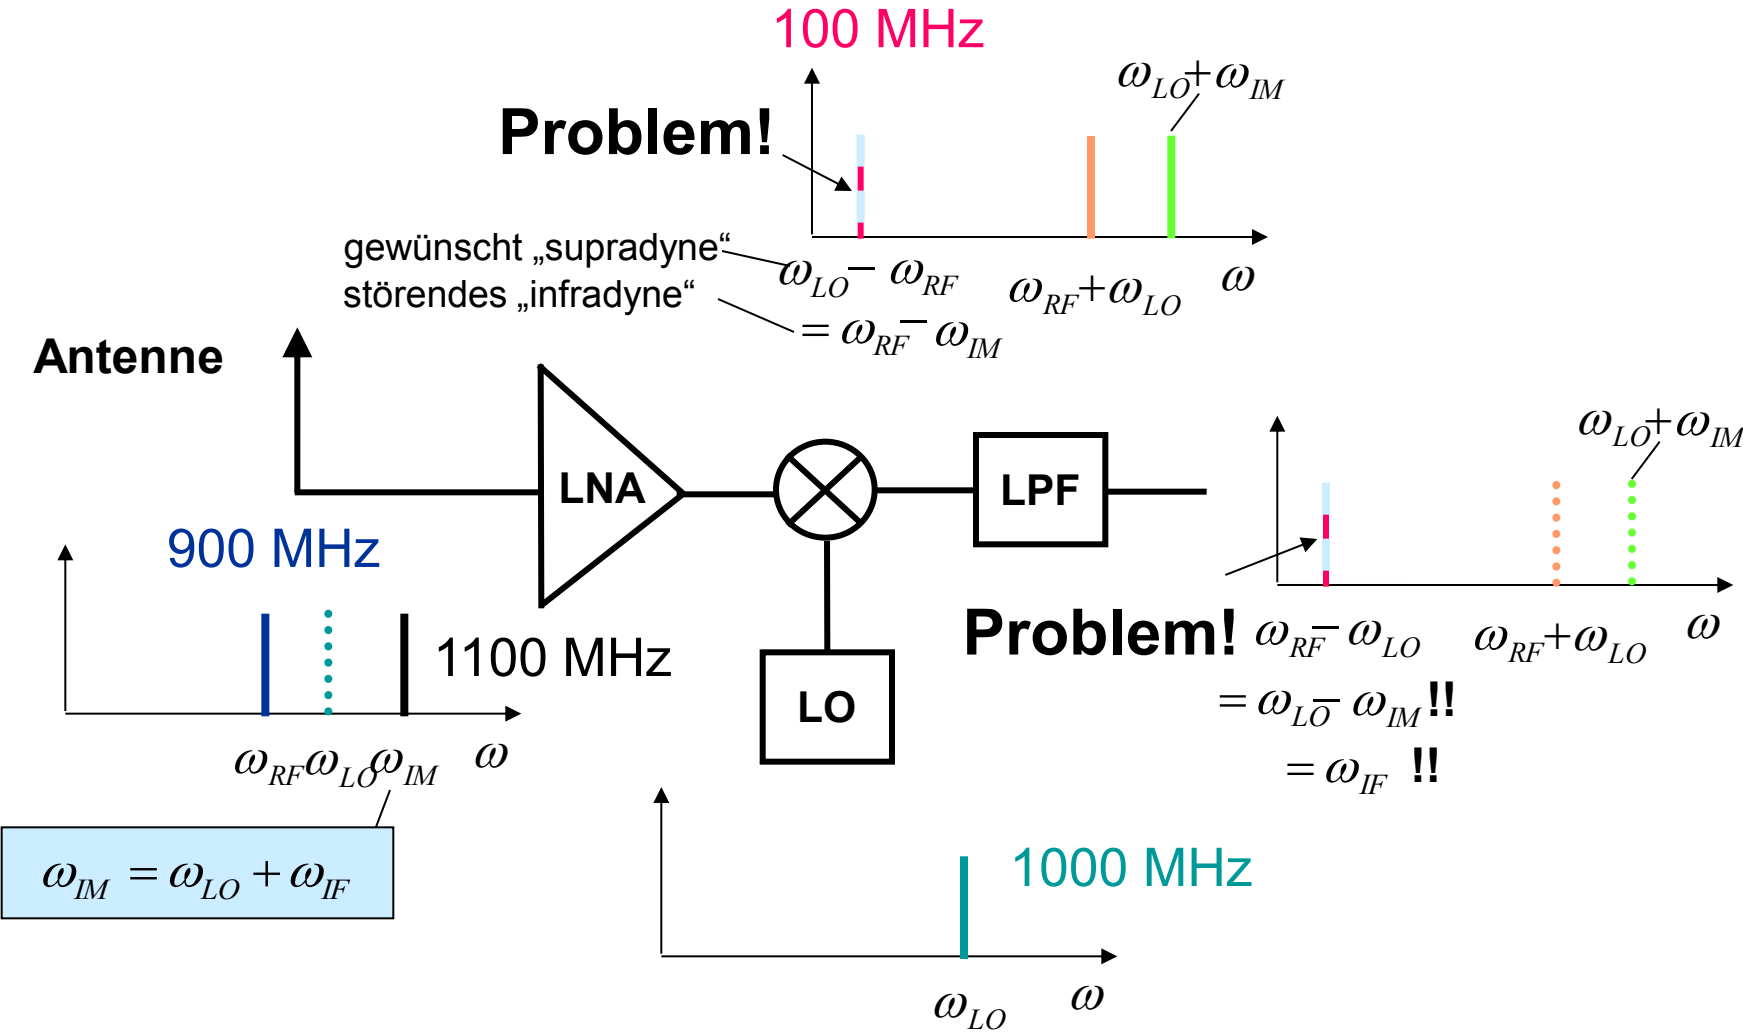 100 MHz
ω_LO + ω_IM
Problem!
gewünscht „supradyne“
störendes „infradyne“
ω_LO − ω_RF
= ω_RF − ω_IM
ω_RF + ω_LO
ω
Antenne
LNA
LPF
LO
ω_LO + ω_IM
900 MHz
1100 MHz
ω_RF ω_LO ω_IM ω
ω_IM = ω_LO + ω_IF
Problem!
ω_RF − ω_LO
= ω_LO − ω_IM !!
= ω_IF !!
ω_RF + ω_LO
ω
1000 MHz
ω_LO
ω